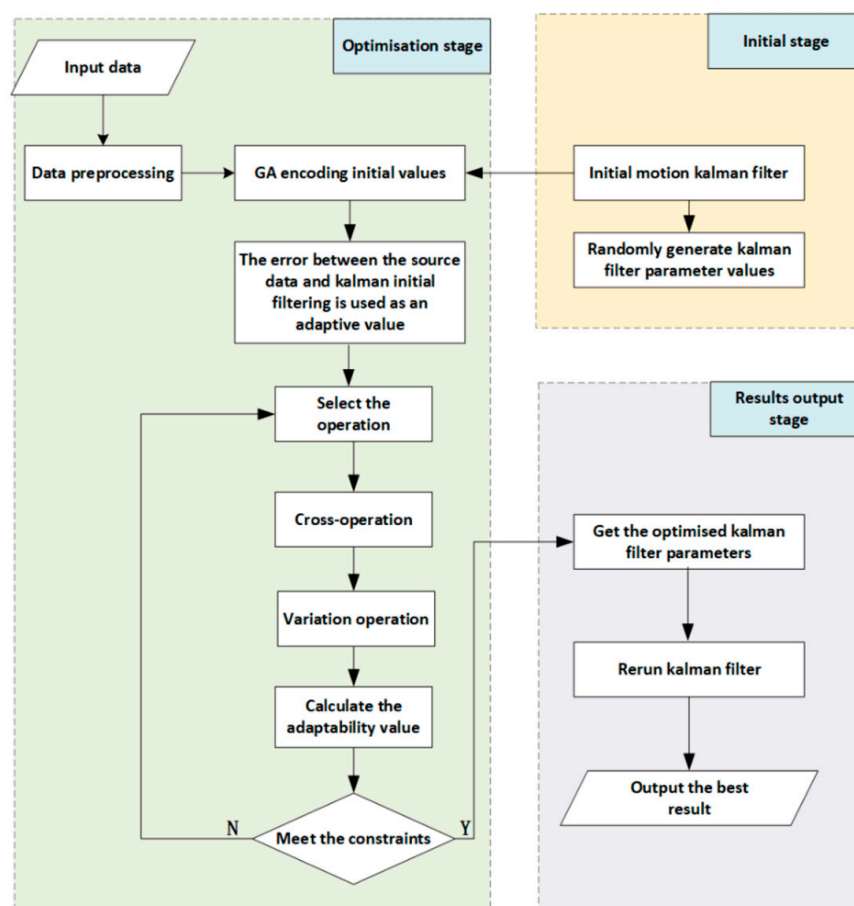 Optimisation stage
Input data
Data preprocessing
GA encoding initial values
The error between the source
data and kalman initial
filtering is used as an
adaptive value
Select the
operation
Cross-operation
Variation operation
Calculate the
adaptability value
Meet the constraints
N
Y
Initial stage
Initial motion kalman filter
Randomly generate kalman
filter parameter values
Results output
stage
Get the optimised kalman
filter parameters
Rerun kalman filter
Output the best
result